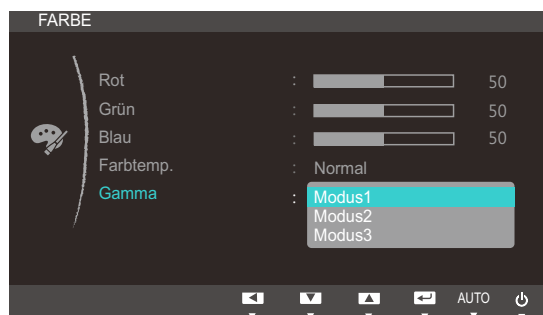 FARBE
Rot : 50
Grün : 50
Blau : 50
Farbtemp. : Normal
Gamma : Modus1
Modus2
Modus3
AUTO